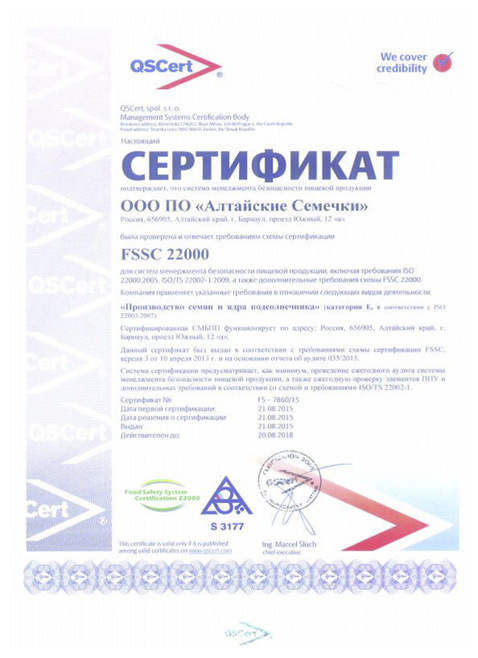 QSCert
®
We cover
credibility
QSCert, spol. s r. o.
Management Systems Certification Body
Настоящий
СЕРТИФИКАТ
подтверждает, что система менеджмента безопасности пищевой продукции
ООО ПО «Алтайские Семечки»
Россия, 656905, Алтайский край, г. Барнаул, проезд Южный, 12 «а»
была проверена и отвечает требованиям схемы сертификации
FSSC 22000
для систем менеджмента безопасности пищевой продукции, включая требования ISO
22000:2005, ISO/TS 22002-1:2009, а также дополнительные требования схемы FSSC 22000.
Компания применяет указанные требования в отношении следующих видов деятельности:
«Производство семян и ядра подсолнечника» (категория E, в соответствии с ISO
22003:2007)
Сертифицированная СМБПП функционирует по адресу: Россия, 656905, Алтайский край, г.
Барнаул, проезд Южный, 12 «а».
Данный сертификат был выдан в соответствии с требованиями схемы сертификации FSSC,
версия 3 от 10 апреля 2013 г. и на основании отчета об аудите 035/2015.
Система сертификации предусматривает, как минимум, проведение ежегодного аудита системы
менеджмента безопасности пищевой продукции, а также ежегодную проверку элементов ППУ и
дополнительных требований в соответствии со схемой и требованиями ISO/TS 22002-1.
Сертификат №: FS - 7860/15
Дата первой сертификации: 21.08.2015
Дата решения о сертификации: 21.08.2015
Выдан: 21.08.2015
Действителен до: 20.08.2018
Food Safety System
Certification 22000
S 3177
QSCert
This certificate is valid only if it is published
among valid certificates on www.qscert.com
Ing. Marcel Šlúch
chief executive
QSCert